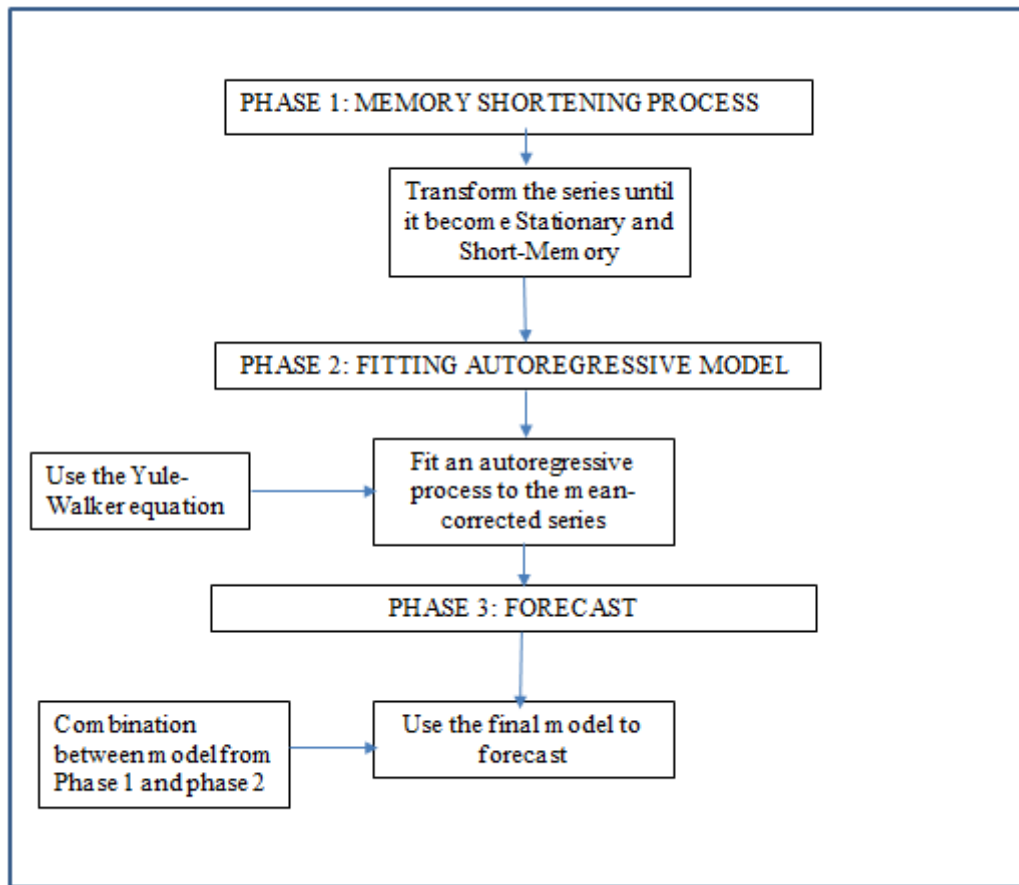 PHASE 1: MEMORY SHORTENING PROCESS
Transform the series until
it become Stationary and
Short-Memory
PHASE 2: FITTING AUTOREGRESSIVE MODEL
Use the Yule-
Walker equation
Fit an autoregressive
process to the mean-
corrected series
PHASE 3: FORECAST
Combination
between model from
Phase 1 and phase 2
Use the final model to
forecast